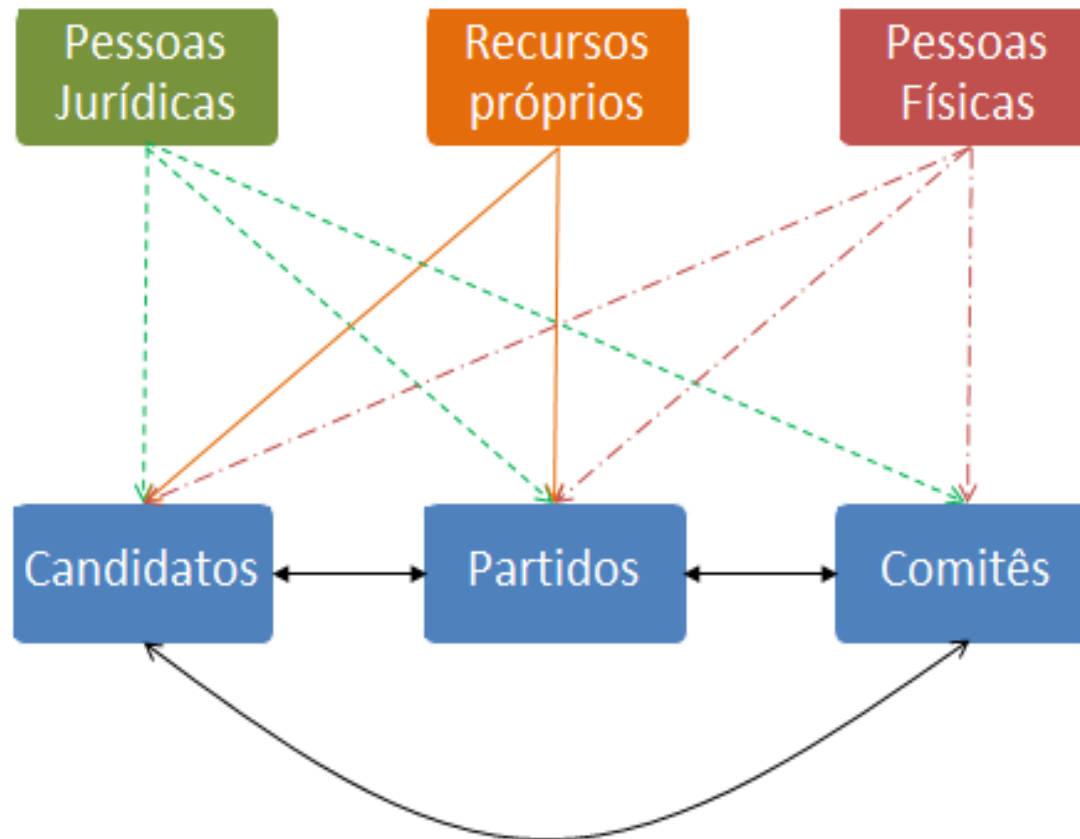 Pessoas
Jurídicas
Recursos
próprios
Pessoas
Físicas
Candidatos
Partidos
Comitês